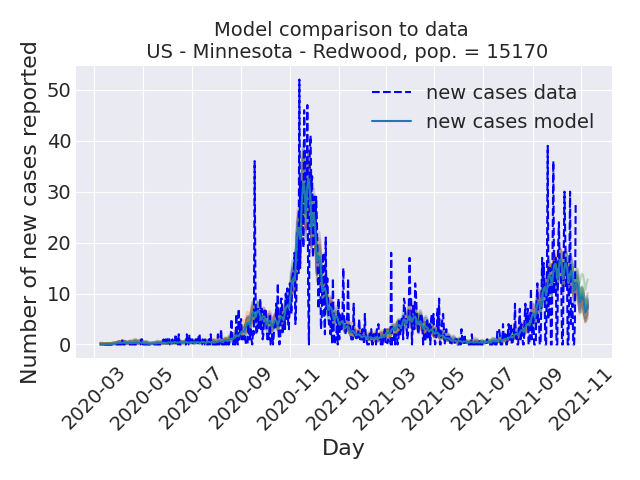 Model comparison to data
US - Minnesota - Redwood, pop. = 15170
Number of new cases reported
50
40
30
20
10
0
new cases data
new cases model
2020-03
2020-05
2020-07
2020-09
2020-11
2021-01
2021-03
2021-05
2021-07
2021-09
2021-11
Day